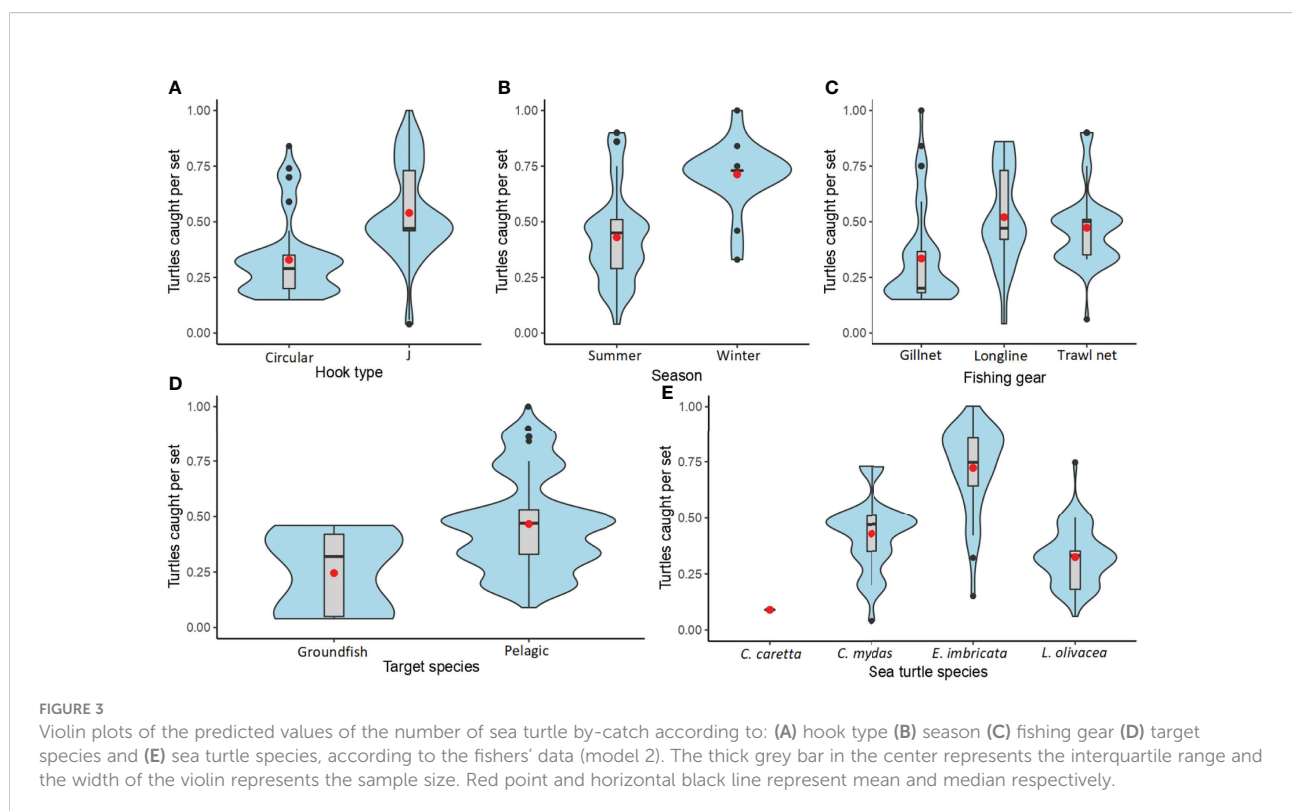 A
B
C
Turtles caught per set
1.00
0.75
0.50
0.25
0.00
Circular
J
Hook type
Turtles caught per set
1.00
0.75
0.50
0.25
0.00
Summer
Winter
Season
Turtles caught per set
1.00
0.75
0.50
0.25
0.00
Gillnet
Longline
Trawl net
Fishing gear
D
Turtles caught per set
1.00
0.75
0.50
0.25
0.00
Groundfish
Pelagic
Target species
E
Turtles caught per set
1.00
0.75
0.50
0.25
0.00
C. caretta
C. mydas
E. imbricata
L. olivacea
Sea turtle species
FIGURE 3
Violin plots of the predicted values of the number of sea turtle by-catch according to: (A) hook type (B) season (C) fishing gear (D) target
species and (E) sea turtle species, according to the fishers' data (model 2). The thick grey bar in the center represents the interquartile range and
the width of the violin represents the sample size. Red point and horizontal black line represent mean and median respectively.